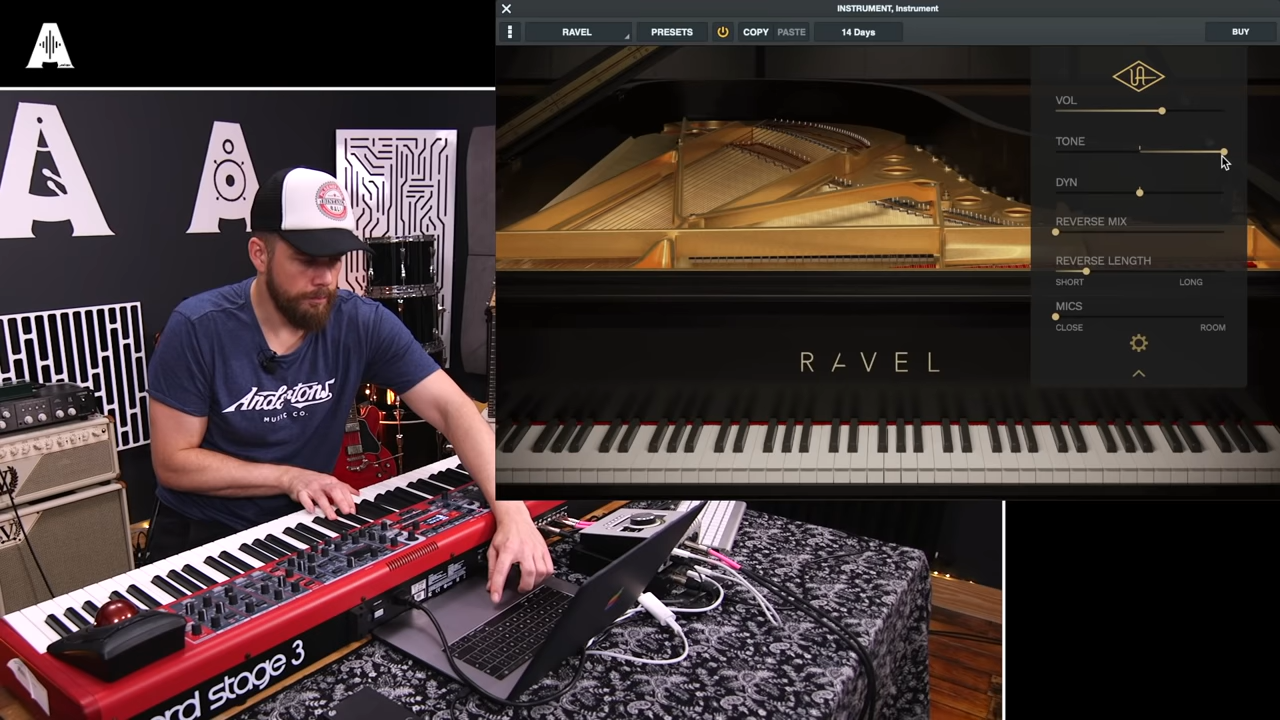 INSTRUMENT, Instrument
RAVEL
PRESETS
COPY
PASTE
14 Days
BUY
VOL
TONE
DYN
REVERSE MIX
REVERSE LENGTH
SHORT
LONG
MICS
CLOSE
ROOM
RAVEL
Andertons
MUSIC CO.
ord stage 3